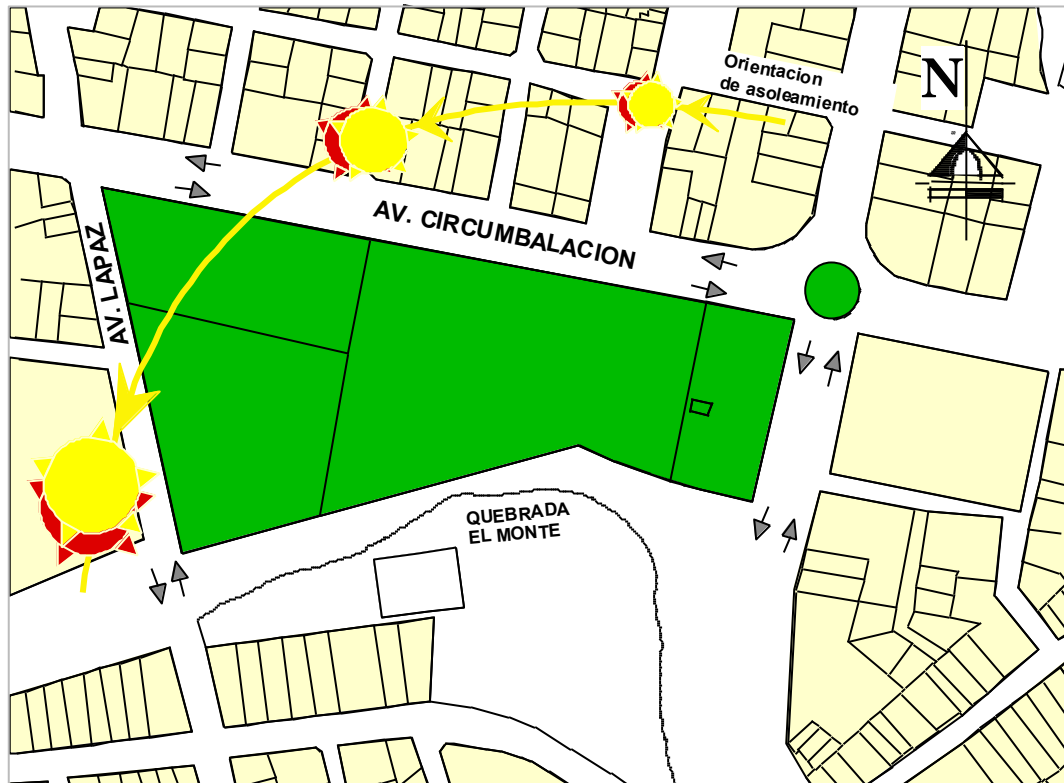 Orientacion
de asoleamiento
N
AV. CIRCUMBALACION
AV. LAPAZ
QUEBRADA
EL MONTE